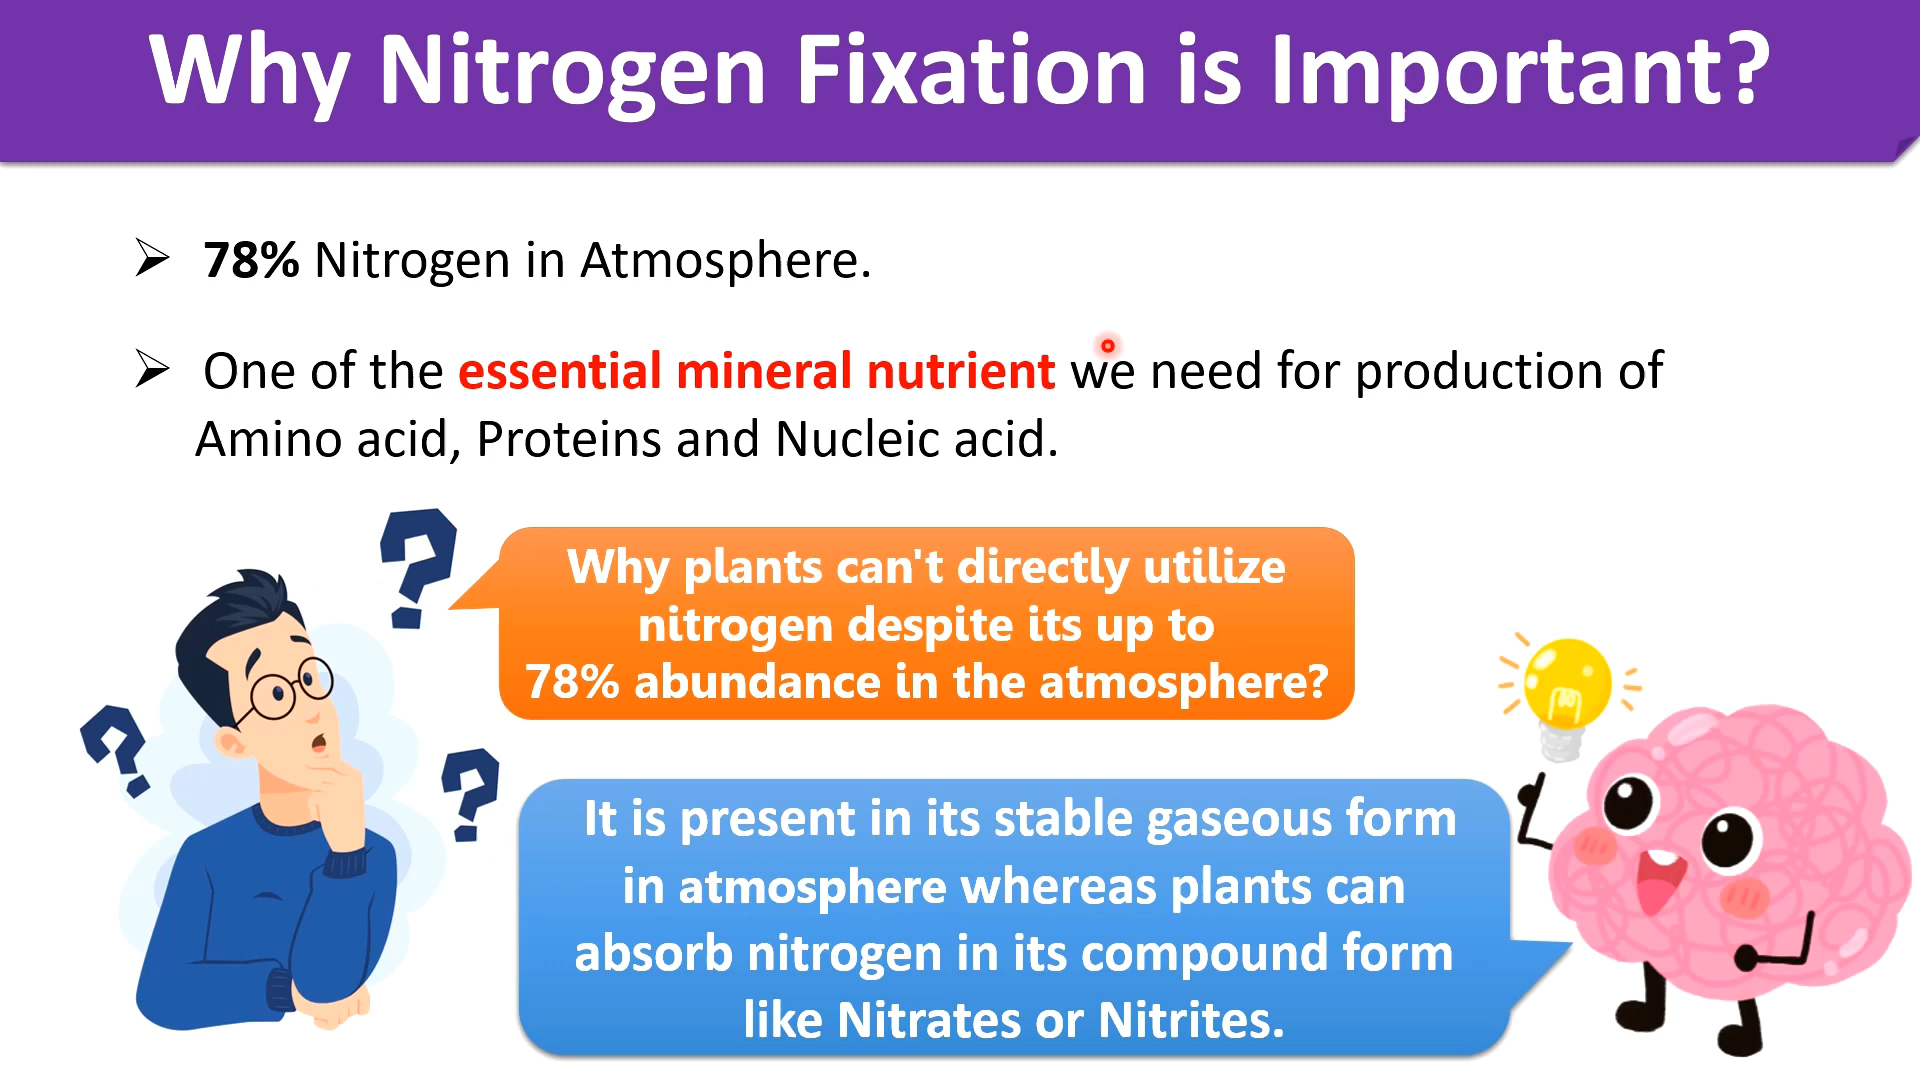 Why Nitrogen Fixation is Important?
➢ 78% Nitrogen in Atmosphere.
➢ One of the essential mineral nutrient we need for production of
Amino acid, Proteins and Nucleic acid.
Why plants can't directly utilize
nitrogen despite its up to
78% abundance in the atmosphere?
It is present in its stable gaseous form
in atmosphere whereas plants can
absorb nitrogen in its compound form
like Nitrates or Nitrites.